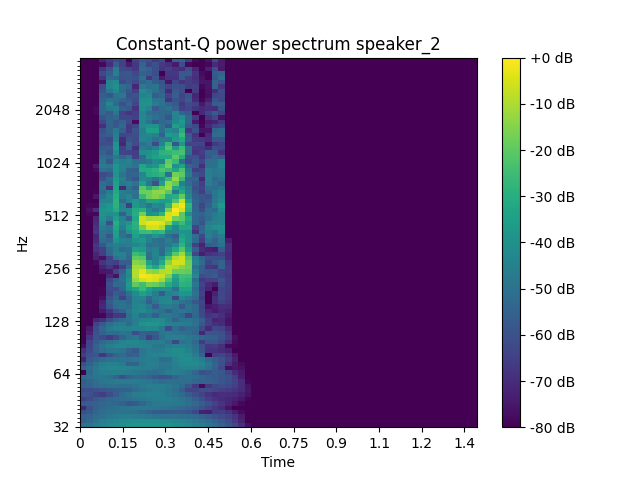 Constant-Q power spectrum speaker_2
Hz
2048
1024
512
256
128
64
32
0 0.15 0.3 0.45 0.6 0.75 0.9 1.1 1.2 1.4
Time
+0 dB
-10 dB
-20 dB
-30 dB
-40 dB
-50 dB
-60 dB
-70 dB
-80 dB